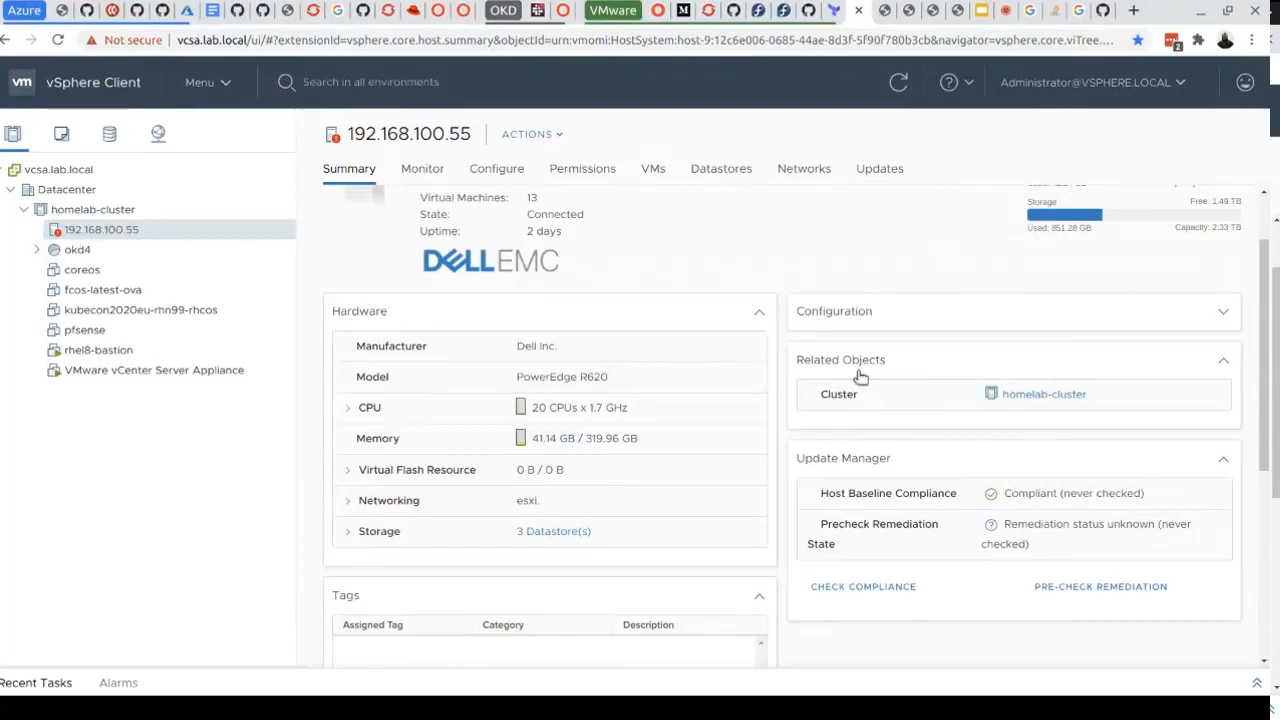 Azure
OKD
VMware
Not secure
vcsa.lab.local/ui/#?extensionId=vsphere.core.host.summary&objectId=urn:vmomi:HostSystem:host-9:12c6e006-0685-44ae-8d3f-5f90f780b3cb&navigator=vsphere.core.viTree....
2
vm
vSphere Client
Menu
Search in all environments
Administrator@VSPHERE.LOCAL
192.168.100.55
ACTIONS
Summary
Monitor
Configure
Permissions
VMs
Datastores
Networks
Updates
vcsa.lab.local
Datacenter
homelab-cluster
192.168.100.55
okd4
coreos
fcos-latest-ova
kubecon2020eu-rhn99-rhcos
pfsense
rhel8-bastion
VMware vCenter Server Appliance
Virtual Machines: 13
State: Connected
Uptime: 2 days
DELLEMC
Storage
Free: 1.49 TB
Used: 851.28 GB
Capacity: 2.33 TB
Hardware
Manufacturer
Dell Inc.
Model
PowerEdge R620
CPU
20 CPUs x 1.7 GHz
Memory
41.14 GB / 319.96 GB
Virtual Flash Resource
0 B / 0 B
Networking
esxi.
Storage
3 Datastore(s)
Tags
Assigned Tag
Category
Description
Configuration
Related Objects
Cluster
homelab-cluster
Update Manager
Host Baseline Compliance
Compliant (never checked)
Precheck Remediation
State
Remediation status unknown (never
checked)
CHECK COMPLIANCE
PRE-CHECK REMEDIATION
Recent Tasks
Alarms